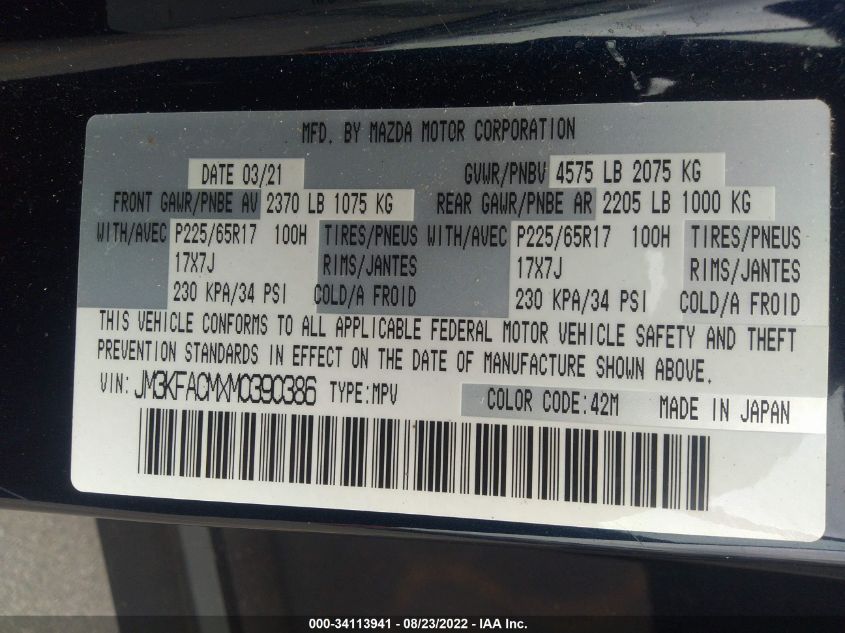 MFD. BY MAZDA MOTOR CORPORATION
DATE 03/21 GVWR/PNBV 4575 LB 2075 KG
FRONT GAWR/PNBE AV 2370 LB 1075 KG REAR GAWR/PNBE AR 2205 LB 1000 KG
WITH/AVEC P225/65R17 100H TIRES/PNEUS WITH/AVEC P225/65R17 100H TIRES/PNEUS
17X7J RIMS/JANTES 17X7J RIMS/JANTES
230 KPA/34 PSI COLD/A FROID 230 KPA/34 PSI COLD/A FROID
THIS VEHICLE CONFORMS TO ALL APPLICABLE FEDERAL MOTOR VEHICLE SAFETY AND THEFT
PREVENTION STANDARDS IN EFFECT ON THE DATE OF MANUFACTURE SHOWN ABOVE.
VIN: JM3KFACMXM0390386 TYPE:MPV COLOR CODE:42M MADE IN JAPAN
000-34113941 - 08/23/2022 - IAA Inc.